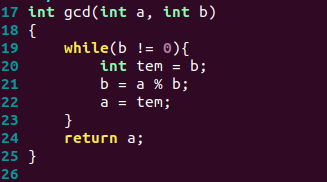 17 int gcd(int a, int b)
18 {
19     while(b != 0){
20         int tem = b;
21         b = a % b;
22         a = tem;
23     }
24     return a;
25 }
26